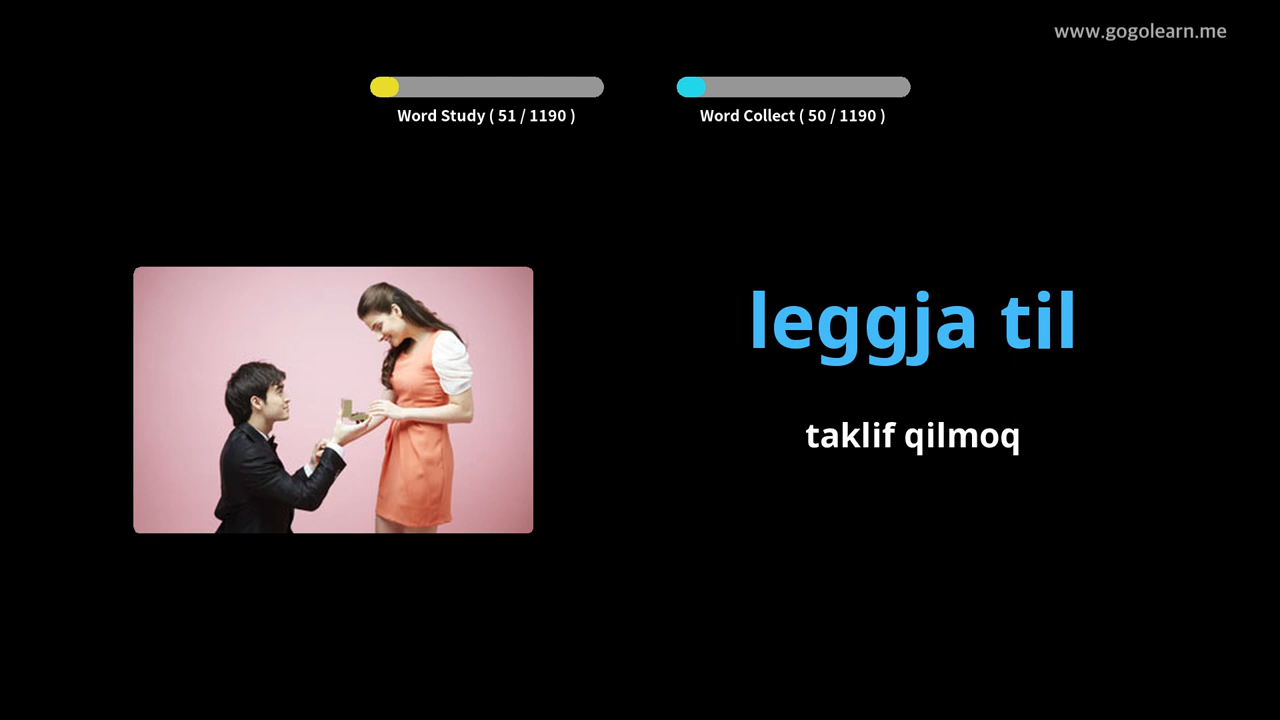 www.gogolearn.me
Word Study ( 51 / 1190 )
Word Collect ( 50 / 1190 )
leggja til
taklif qilmoq